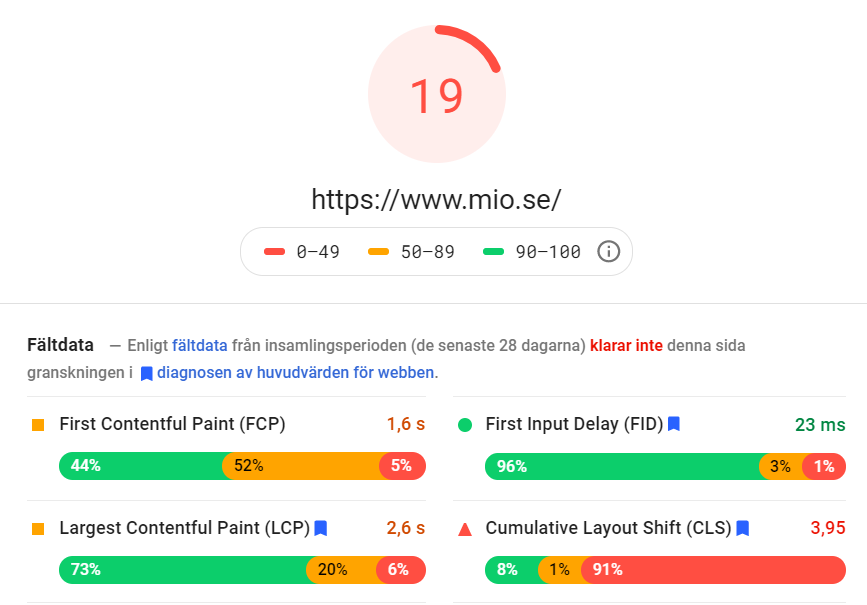 19
https://www.mio.se/
0–49 50–89 90–100
Fältdata — Enligt fältdata från insamlingsperioden (de senaste 28 dagarna) klarar inte denna sida
granskningen i diagnosen av huvudvärden för webben.
First Contentful Paint (FCP) 1,6 s
44% 52% 5%
First Input Delay (FID) 23 ms
96% 3% 1%
Largest Contentful Paint (LCP) 2,6 s
73% 20% 6%
Cumulative Layout Shift (CLS) 3,95
8% 1% 91%